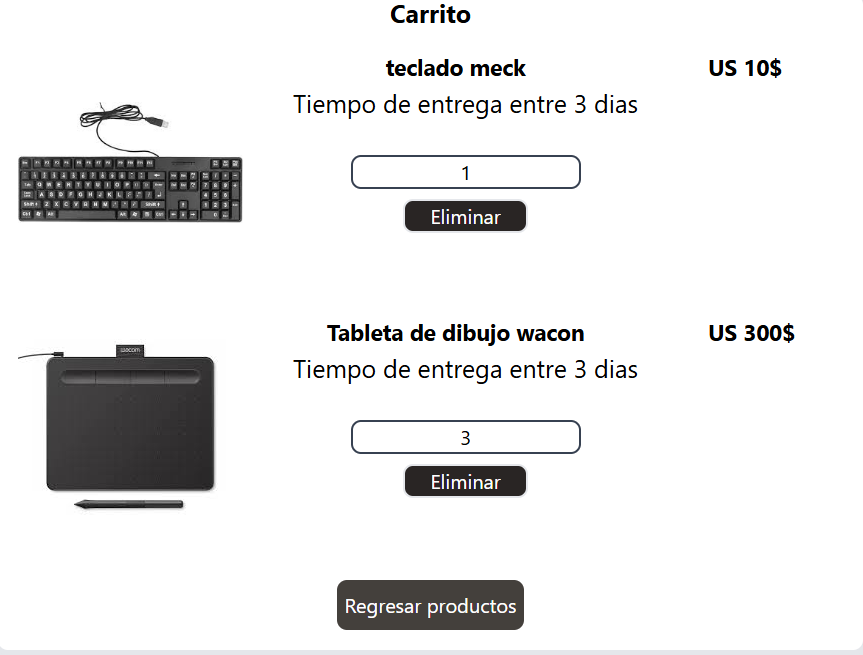 Carrito
teclado meck
US 10$
Tiempo de entrega entre 3 dias
1
Eliminar
Tableta de dibujo wacon
US 300$
Tiempo de entrega entre 3 dias
wacom
3
Eliminar
Regresar productos